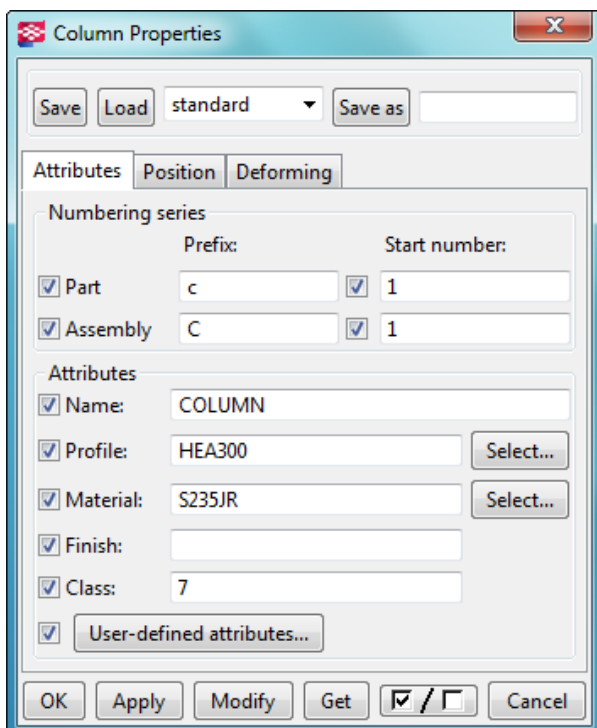 Column Properties
Save Load standard Save as
Attributes Position Deforming
Numbering series
Prefix: Start number:
Part c 1
Assembly C 1
Attributes
Name: COLUMN
Profile: HEA300 Select...
Material: S235JR Select...
Finish:
Class: 7
User-defined attributes...
OK Apply Modify Get / Cancel